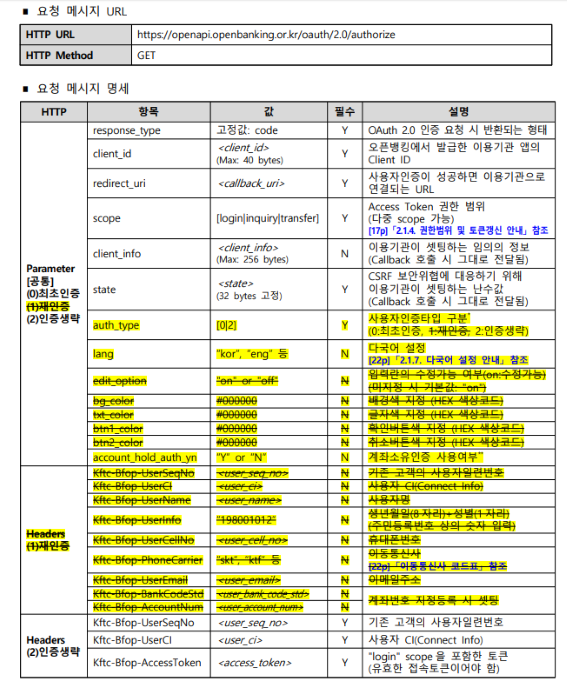 ■ 요청 메시지 URL
HTTP URL https://openapi.openbanking.or.kr/oauth/2.0/authorize
HTTP Method GET
■ 요청 메시지 명세
HTTP 항목 값 필수 설명
Parameter
[공통]
(0)최초인증
(1)재인증
(2)인증생략
response_type 고정값: code Y OAuth 2.0 인증 요청 시 반환되는 형태
client_id <client_id>
(Max: 40 bytes) Y 오픈뱅킹에서 발급한 이용기관 앱의
Client ID
redirect_uri <callback_uri> Y 사용자인증이 성공하면 이용기관으로
연결되는 URL
scope [login|inquiry|transfer] Y Access Token 권한 범위
(다중 scope 가능)
[17p]「2.1.4. 권한범위 및 토큰갱신 안내」참조
client_info <client_info>
(Max: 256 bytes) N 이용기관이 셋팅하는 임의의 정보
(Callback 호출 시 그대로 전달됨)
state <state>
(32 bytes 고정) Y CSRF 보안위협에 대응하기 위해
이용기관이 셋팅하는 난수값
(Callback 호출 시 그대로 전달됨)
auth_type [0|2] Y 사용자인증타입 구분*
(0:최초인증, 1:재인증, 2:인증생략)
lang "kor", "eng" 등 N 다국어 설정
[22p]「2.1.7. 다국어 설정 안내」참조
edit_option "on" or "off" N 입력란의 수정가능 여부(on:수정가능)
(미지정 시 기본값: "on")
bg_color #000000 N 배경색 지정 (HEX 색상코드)
txt_color #000000 N 글자색 지정 (HEX 색상코드)
btn1_color #000000 N 확인버튼색 지정 (HEX 색상코드)
btn2_color #000000 N 취소버튼색 지정 (HEX 색상코드)
account_hold_auth_yn "Y" or "N" N 계좌소유인증 사용여부**
Headers
(1)재인증
Kftc-Bfop-UserSeqNo <user_seq_no> N 기존 고객의 사용자일련번호
Kftc-Bfop-UserCI <user_ci> N 사용자 CI(Connect Info)
Kftc-Bfop-UserName <user_name> N 사용자명
Kftc-Bfop-UserInfo "198001012" N 생년월일(8자리)+성별(1자리)
(주민등록번호 상의 숫자 입력)
Kftc-Bfop-UserCellNo <user_cell_no> N 휴대폰번호
Kftc-Bfop-PhoneCarrier "skt", "ktf" 등 N 이동통신사
[22p]「이동통신사 코드표」참조
Kftc-Bfop-UserEmail <user_email> N 이메일주소
Kftc-Bfop-BankCodeStd <user_bank_code_std> N 계좌번호 지정등록 시 셋팅
Kftc-Bfop-AccountNum <user_account_num> N
Headers
(2)인증생략
Kftc-Bfop-UserSeqNo <user_seq_no> Y 기존 고객의 사용자일련번호
Kftc-Bfop-UserCI <user_ci> Y 사용자 CI(Connect Info)
Kftc-Bfop-AccessToken <access_token> Y "login" scope을 포함한 토큰
(유효한 접속토큰이어야 함)